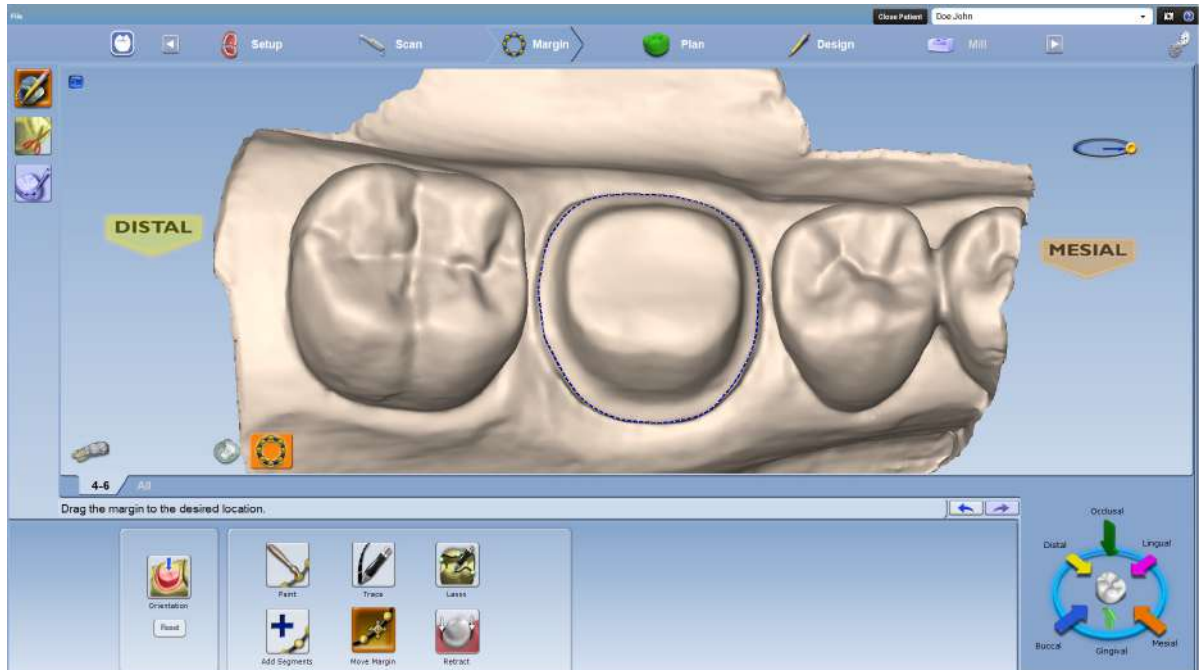 File
Close Patient Doe John
Setup Scan Margin Plan Design Mill
DISTAL
MESIAL
4-6 All
Drag the margin to the desired location.
Orientation
Reset
Paint Trace Lasso
Add Segments Move Margin Retract
Occlusal
Distal Lingual
Buccal Mesial
Gingival